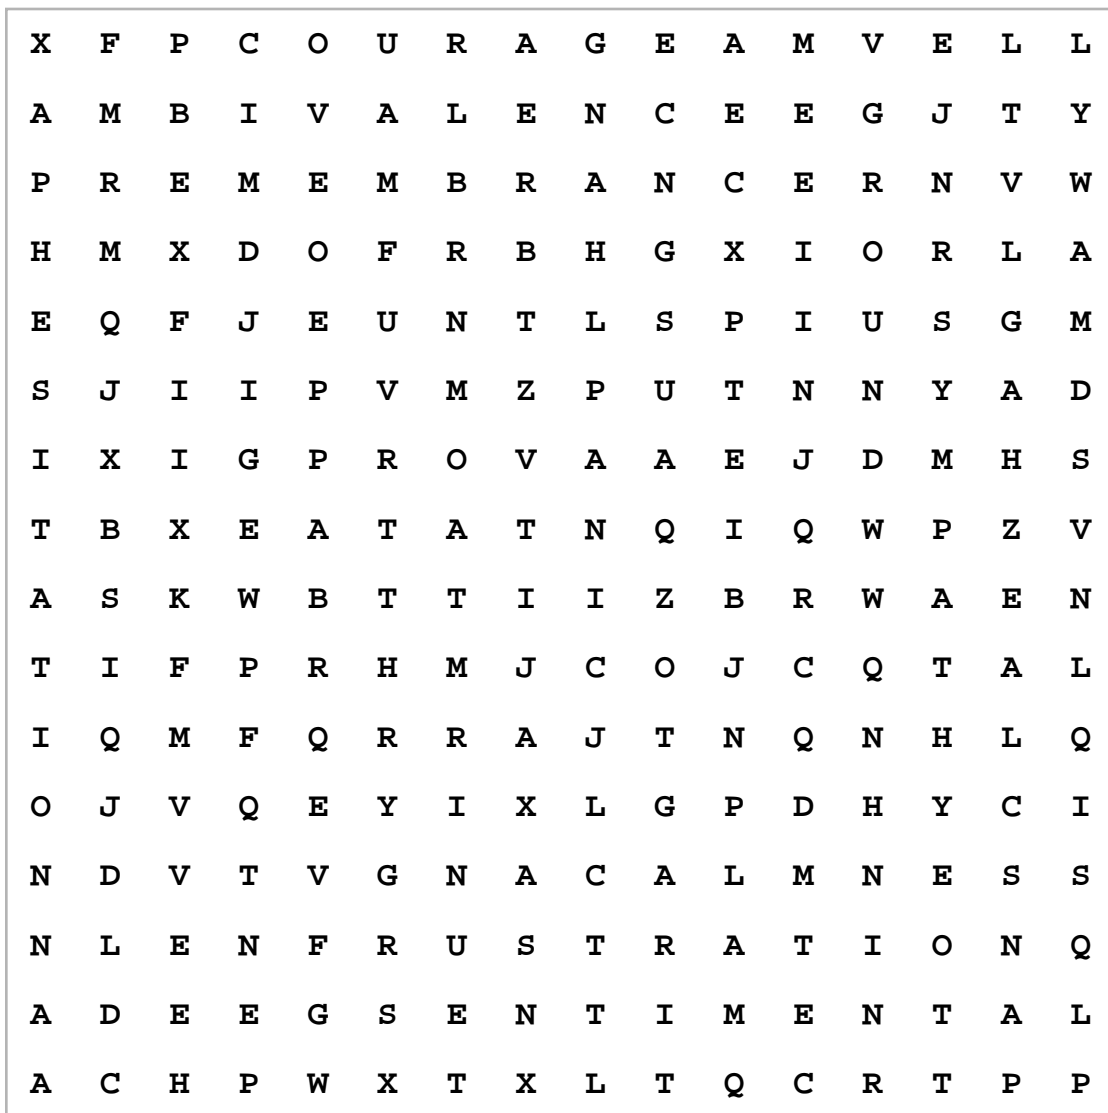 X F P C O U R A G E A M V E L L
A M B I V A L E N C E E G J T Y
P R E M E M B R A N C E R N V W
H M X D O F R B H G X I O R L A
E Q F J E U N T L S P I U S G M
S J I I P V M Z P U T N N Y A D
I X I G P R O V A A E J D M H S
T B X E A T A T N Q I Q W P Z V
A S K W B T T I I Z B R W A E N
T I F P R H M J C O J C Q T A L
I Q M F Q R R A J T N Q N H L Q
O J V Q E Y I X L G P D H Y C I
N D V T V G N A C A L M N E S S
N L E N F R U S T R A T I O N Q
A D E E G S E N T I M E N T A L
A C H P W X T X L T Q C R T P P